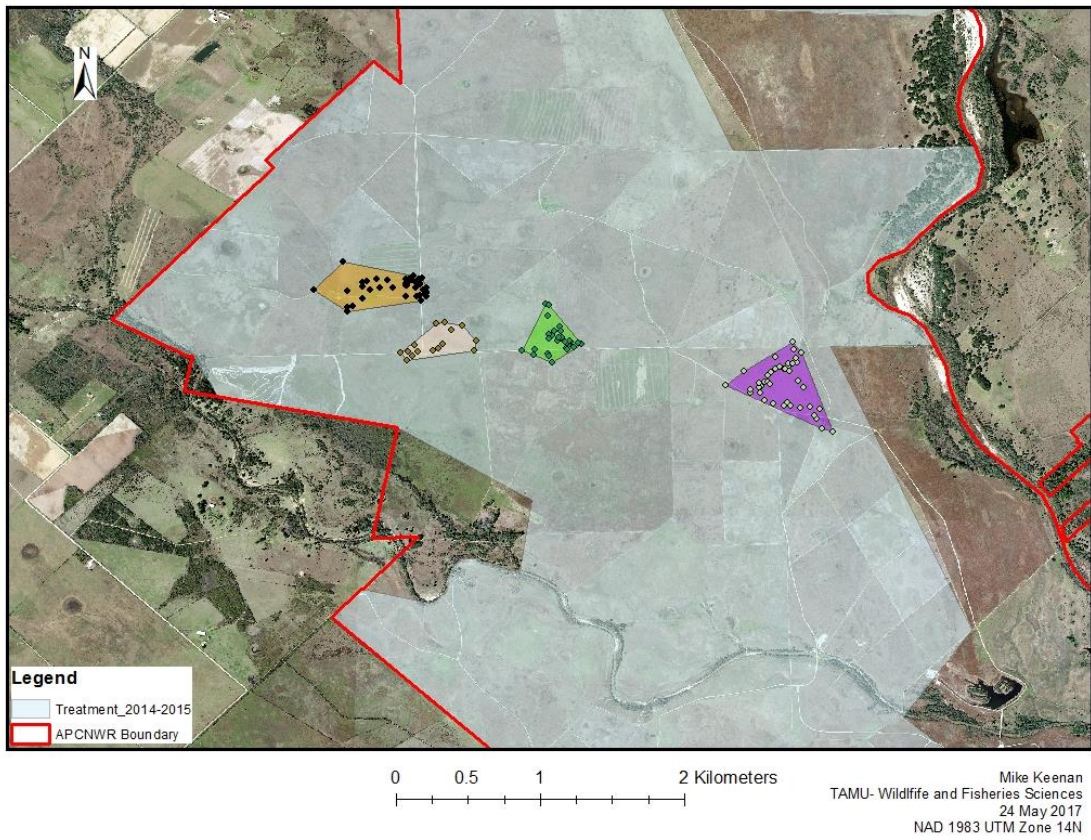 N
Legend
Treatment_2014-2015
APCNWR Boundary
0 0.5 1 2 Kilometers
Mike Keenan
TAMU- Wildlfife and Fisheries Sciences
24 May 2017
NAD 1983 UTM Zone 14N